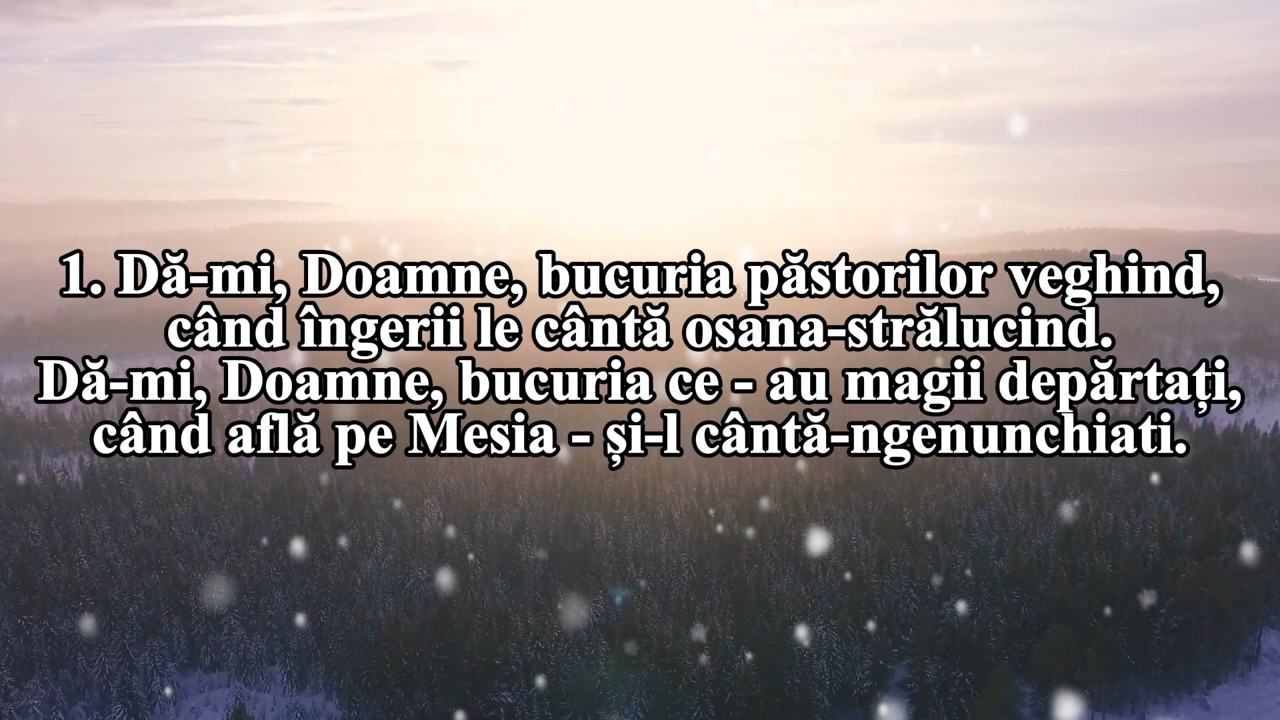 1. Dă-mi, Doamne, bucuria păstorilor veghind,
când îngerii le cântă osana-strălucind.
Dă-mi, Doamne, bucuria ce - au magii depărtați,
când află pe Mesia - și-l cântă-ngenunchiati.